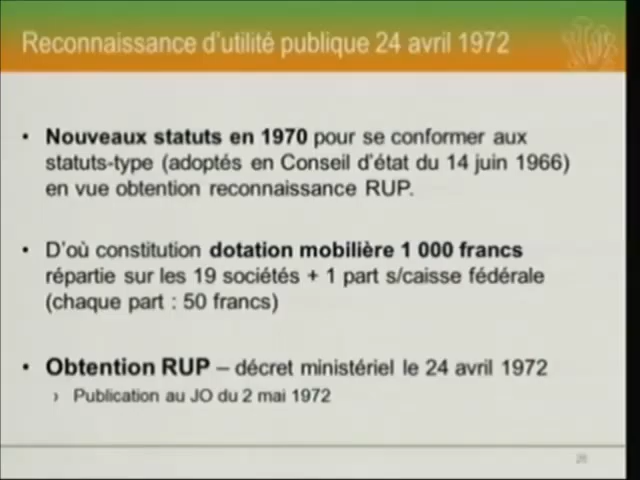 Reconnaissance d'utilité publique 24 avril 1972
• Nouveaux statuts en 1970 pour se conformer aux
statuts-type (adoptés en Conseil d'état du 14 juin 1966)
en vue obtention reconnaissance RUP.
• D'où constitution dotation mobilière 1 000 francs
répartie sur les 19 sociétés + 1 part s/caisse fédérale
(chaque part : 50 francs)
• Obtention RUP – décret ministériel le 24 avril 1972
› Publication au JO du 2 mai 1972